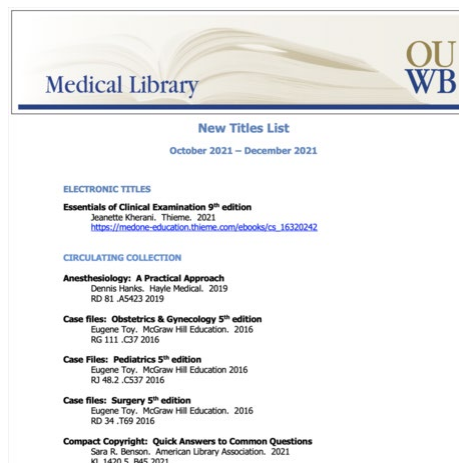 Medical Library
OU
WB
New Titles List
October 2021 – December 2021
ELECTRONIC TITLES
Essentials of Clinical Examination 9th edition
Jeanette Kherani. Thieme. 2021
https://medone-education.thieme.com/ebooks/cs_16320242
CIRCULATING COLLECTION
Anesthesiology: A Practical Approach
Dennis Hanks. Hayle Medical. 2019
RD 81 .A5423 2019
Case files: Obstetrics & Gynecology 5th edition
Eugene Toy. McGraw Hill Education. 2016
RG 111 .C37 2016
Case Files: Pediatrics 5th edition
Eugene Toy. McGraw Hill Education 2016
RJ 48.2 .C537 2016
Case files: Surgery 5th edition
Eugene Toy. McGraw Hill Education. 2016
RD 34 .T69 2016
Compact Copyright: Quick Answers to Common Questions
Sara R. Benson. American Library Association. 2021
KL 1420.5 .B45 2021